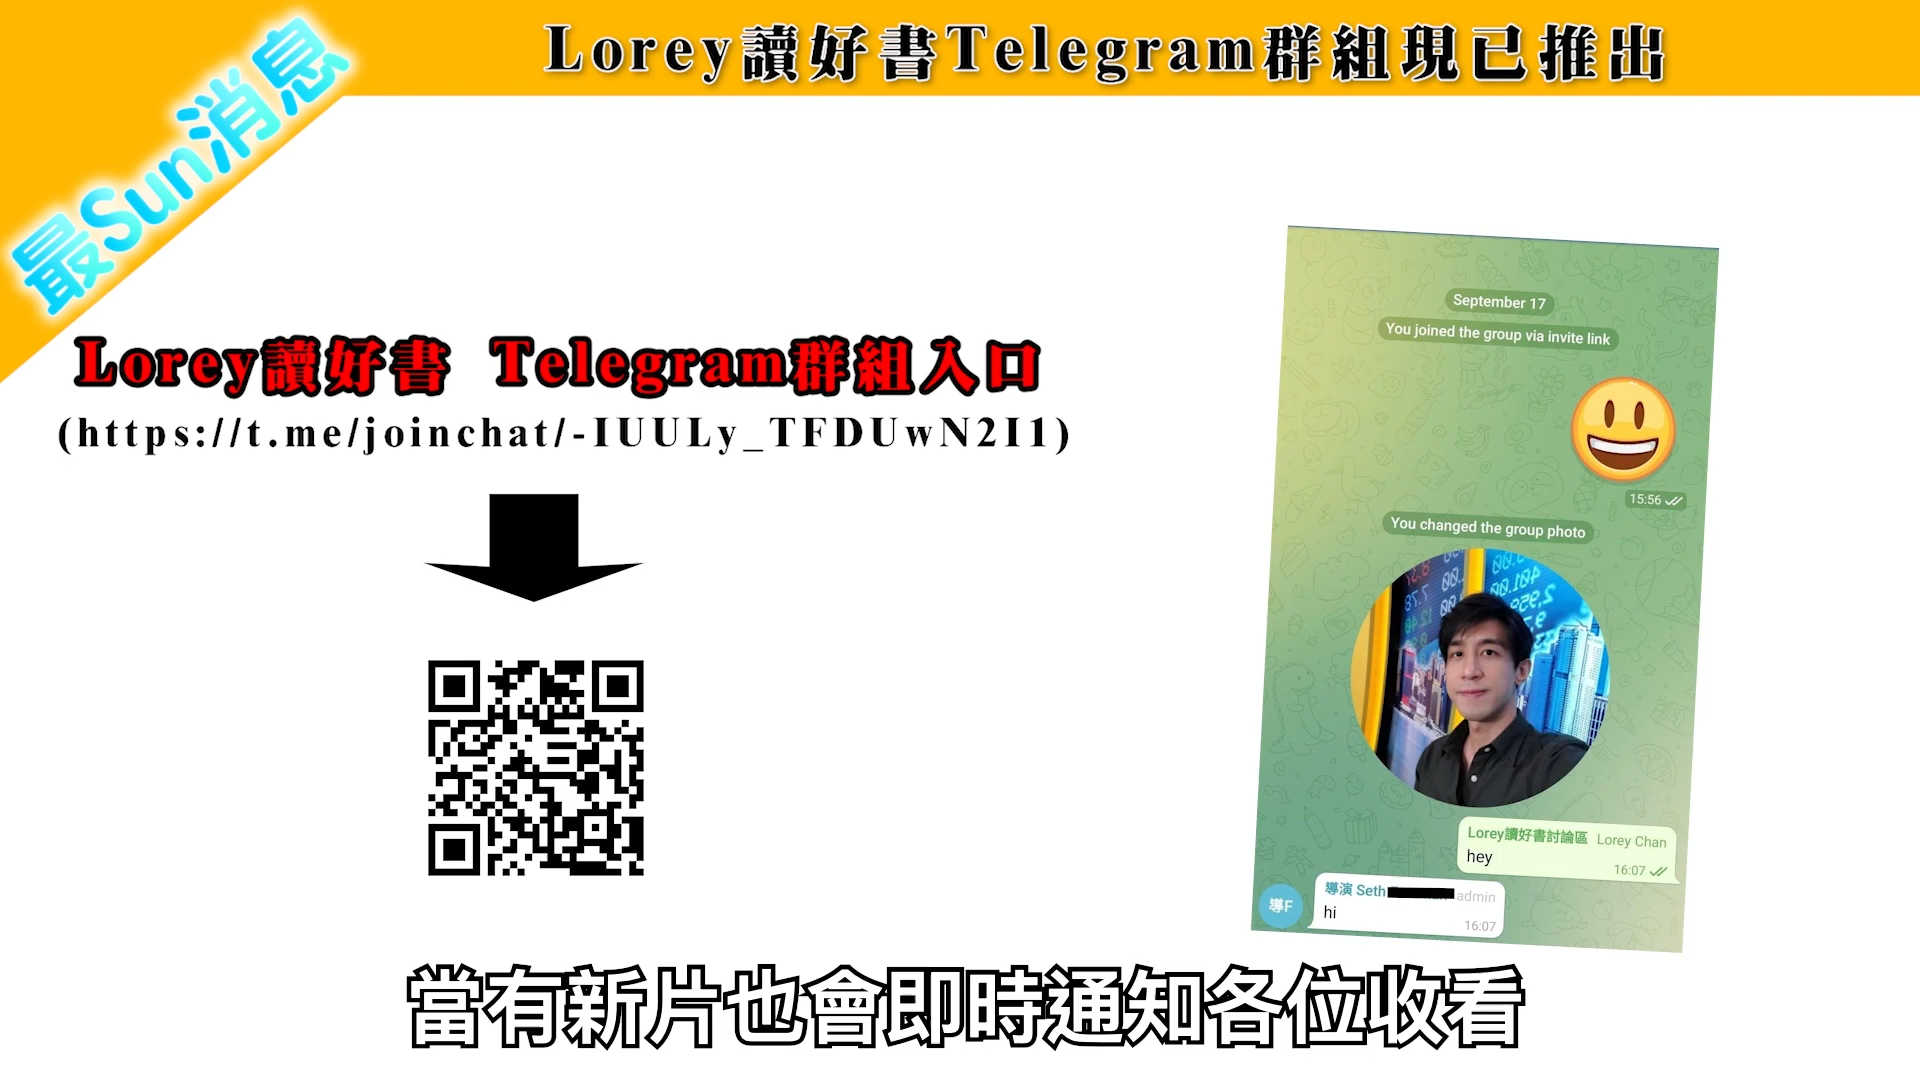 Lorey讀好書Telegram群組現已推出
最Sun消息
Lorey讀好書 Telegram群組入口
(https://t.me/joinchat/-IUULy_TFDUwN2I1)
September 17
You joined the group via invite link
15:56
You changed the group photo
Lorey讀好書討論區 Lorey Chan
hey
16:07
導演 Seth admin
導F
hi
16:07
當有新片也會即時通知各位收看